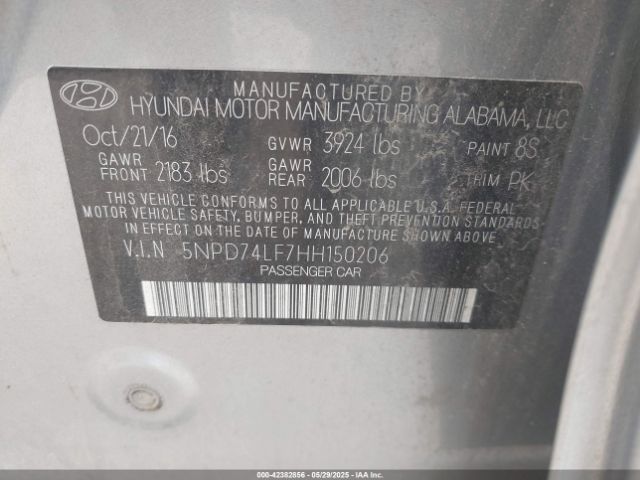 MANUFACTURED BY
HYUNDAI MOTOR MANUFACTURING ALABAMA, LLC
Oct/21/16 GVWR 3924 lbs PAINT 8S
GAWR FRONT 2183 lbs GAWR REAR 2006 lbs TRIM PK
THIS VEHICLE CONFORMS TO ALL APPLICABLE U.S.A. FEDERAL
MOTOR VEHICLE SAFETY, BUMPER, AND THEFT PREVENTION STANDARDS
IN EFFECT ON THE DATE OF MANUFACTURE SHOWN ABOVE.
V.I.N 5NPD74LF7HH150206
PASSENGER CAR
000-42382856 - 05/29/2025 - COPART.COM